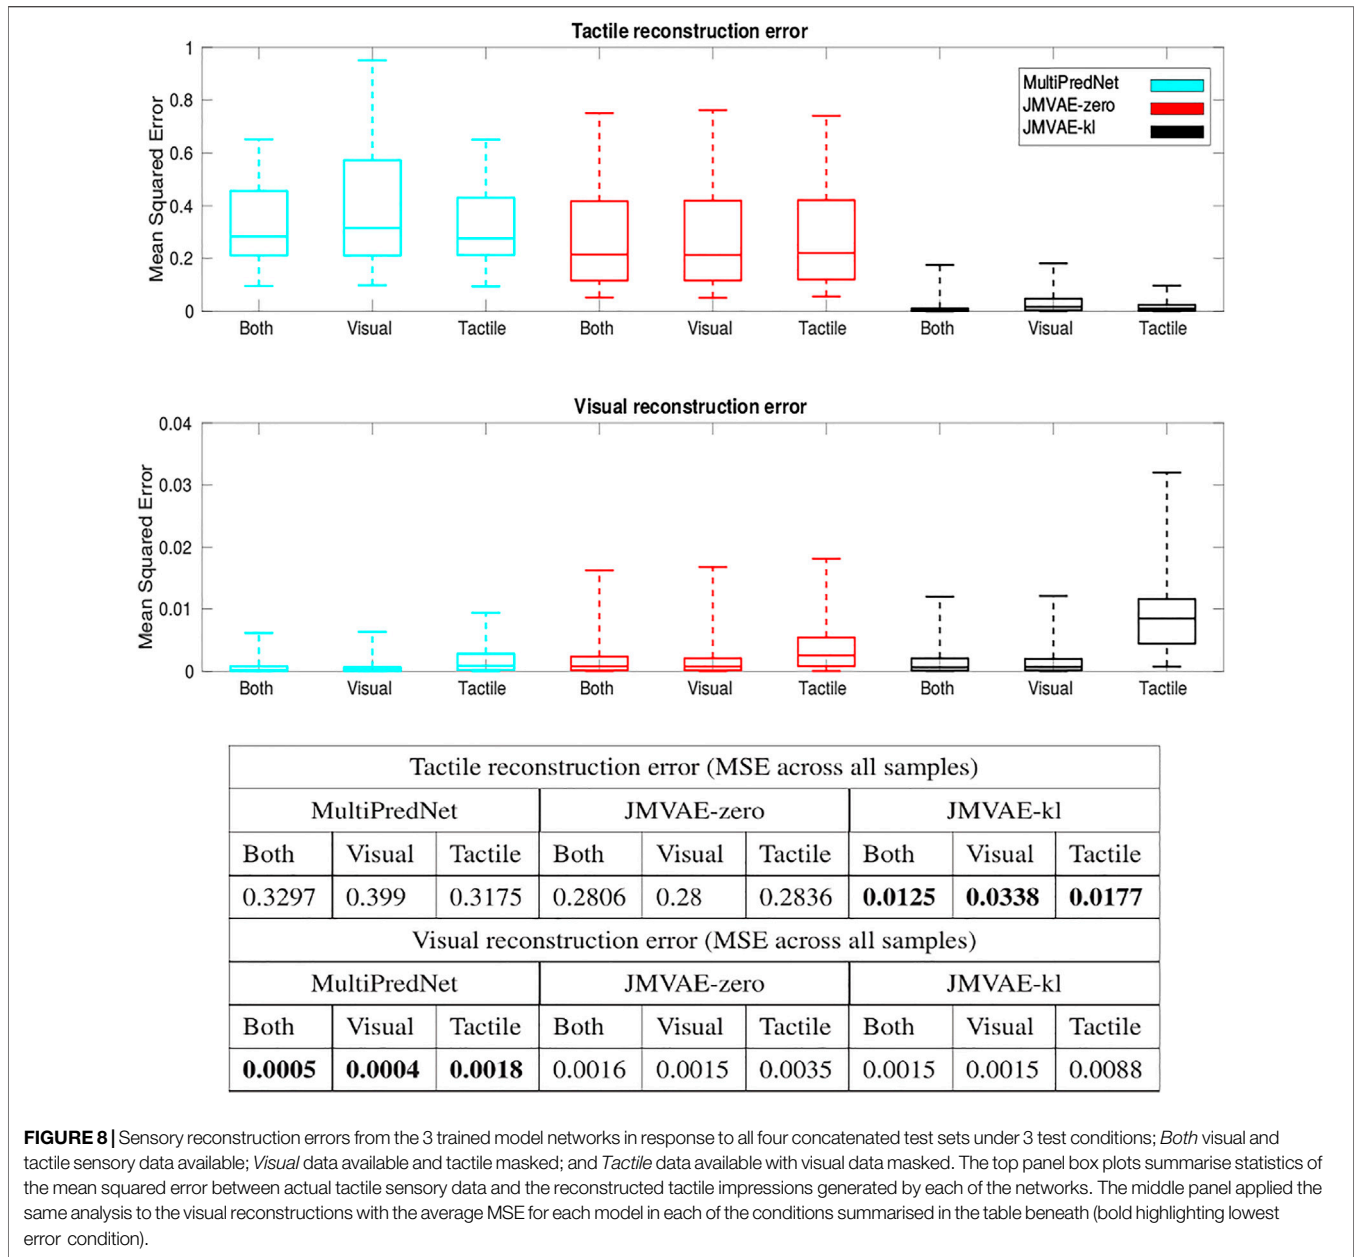 Tactile reconstruction error
1
0.8
0.6
0.4
0.2
0
Mean Squared Error
MultiPredNet
JMVAE-zero
JMVAE-kl
Both Visual Tactile Both Visual Tactile Both Visual Tactile
Visual reconstruction error
0.04
0.03
0.02
0.01
0
Mean Squared Error
Both Visual Tactile Both Visual Tactile Both Visual Tactile
Tactile reconstruction error (MSE across all samples)
MultiPredNet JMVAE-zero JMVAE-kl
Both Visual Tactile Both Visual Tactile Both Visual Tactile
0.3297 0.399 0.3175 0.2806 0.28 0.2836 0.0125 0.0338 0.0177
Visual reconstruction error (MSE across all samples)
MultiPredNet JMVAE-zero JMVAE-kl
Both Visual Tactile Both Visual Tactile Both Visual Tactile
0.0005 0.0004 0.0018 0.0016 0.0015 0.0035 0.0015 0.0015 0.0088
FIGURE 8 | Sensory reconstruction errors from the 3 trained model networks in response to all four concatenated test sets under 3 test conditions; Both visual and
tactile sensory data available; Visual data available and tactile masked; and Tactile data available with visual data masked. The top panel box plots summarise statistics of
the mean squared error between actual tactile sensory data and the reconstructed tactile impressions generated by each of the networks. The middle panel applied the
same analysis to the visual reconstructions with the average MSE for each model in each of the conditions summarised in the table beneath (bold highlighting lowest
error condition).